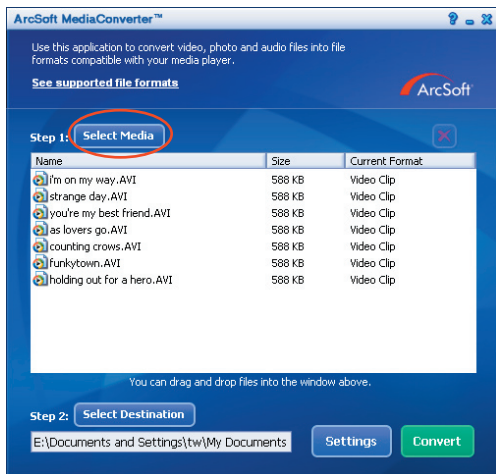 ArcSoft MediaConverter™
Use this application to convert video, photo and audio files into file
formats compatible with your media player.
See supported file formats
ArcSoft®
Step 1: Select Media
Name Size Current Format
i'm on my way.AVI 588 KB Video Clip
strange day.AVI 588 KB Video Clip
you're my best friend.AVI 588 KB Video Clip
as lovers go.AVI 588 KB Video Clip
counting crows.AVI 588 KB Video Clip
funkytown.AVI 588 KB Video Clip
holding out for a hero.AVI 588 KB Video Clip
You can drag and drop files into the window above.
Step 2: Select Destination
E:\Documents and Settings\tw\My Documents Settings Convert